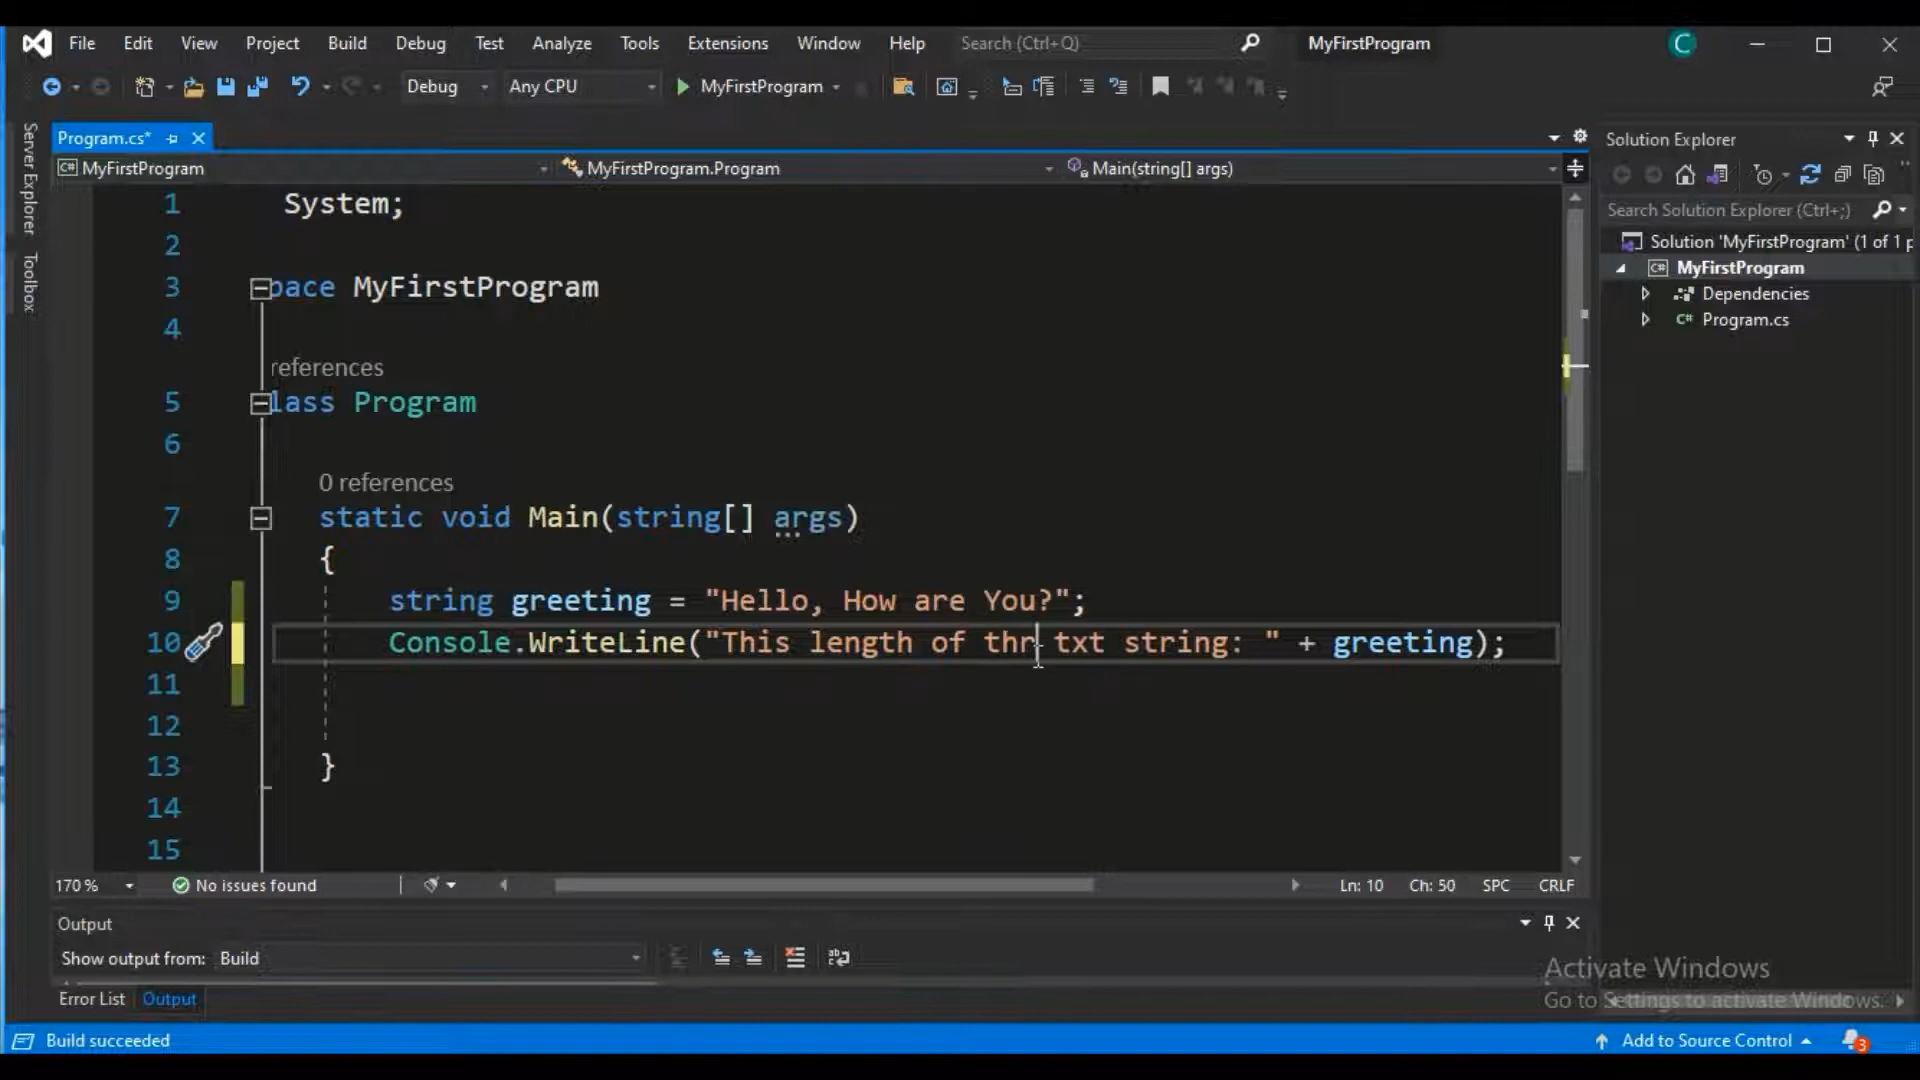 File Edit View Project Build Debug Test Analyze Tools Extensions Window Help Search (Ctrl+Q) MyFirstProgram C
Debug Any CPU MyFirstProgram
Server Explorer
Toolbox
Program.cs*
MyFirstProgram MyFirstProgram.Program Main(string[] args)
1 System;
2
3 pace MyFirstProgram
4
references
5 lass Program
6
0 references
7 static void Main(string[] args)
8 {
9 string greeting = "Hello, How are You?";
10 Console.WriteLine("This length of thr txt string: " + greeting);
11
12
13 }
14
15
170 % No issues found Ln: 10 Ch: 50 SPC CRLF
Output
Show output from: Build
Error List Output
Solution Explorer
Search Solution Explorer (Ctrl+;)
Solution 'MyFirstProgram' (1 of 1 p
C# MyFirstProgram
Dependencies
C# Program.cs
Activate Windows
Go to Settings to activate Windows.
Build succeeded Add to Source Control 3